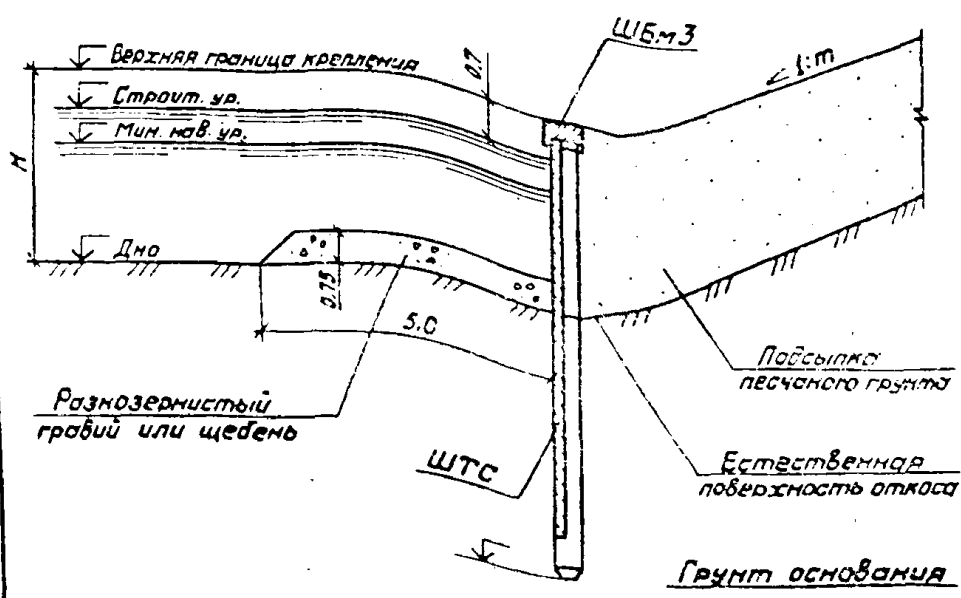 ШБмЗ
Верхняя граница крепления
0.7
1:m
Строит. ур.
Мин. нав. ур.
H
Дно
0.75
5.0
Подсыпка
песчаного грунта
Разнозернистый
гравий или щебень
ШТС
Естественная
поверхность откоса
Грунт основания